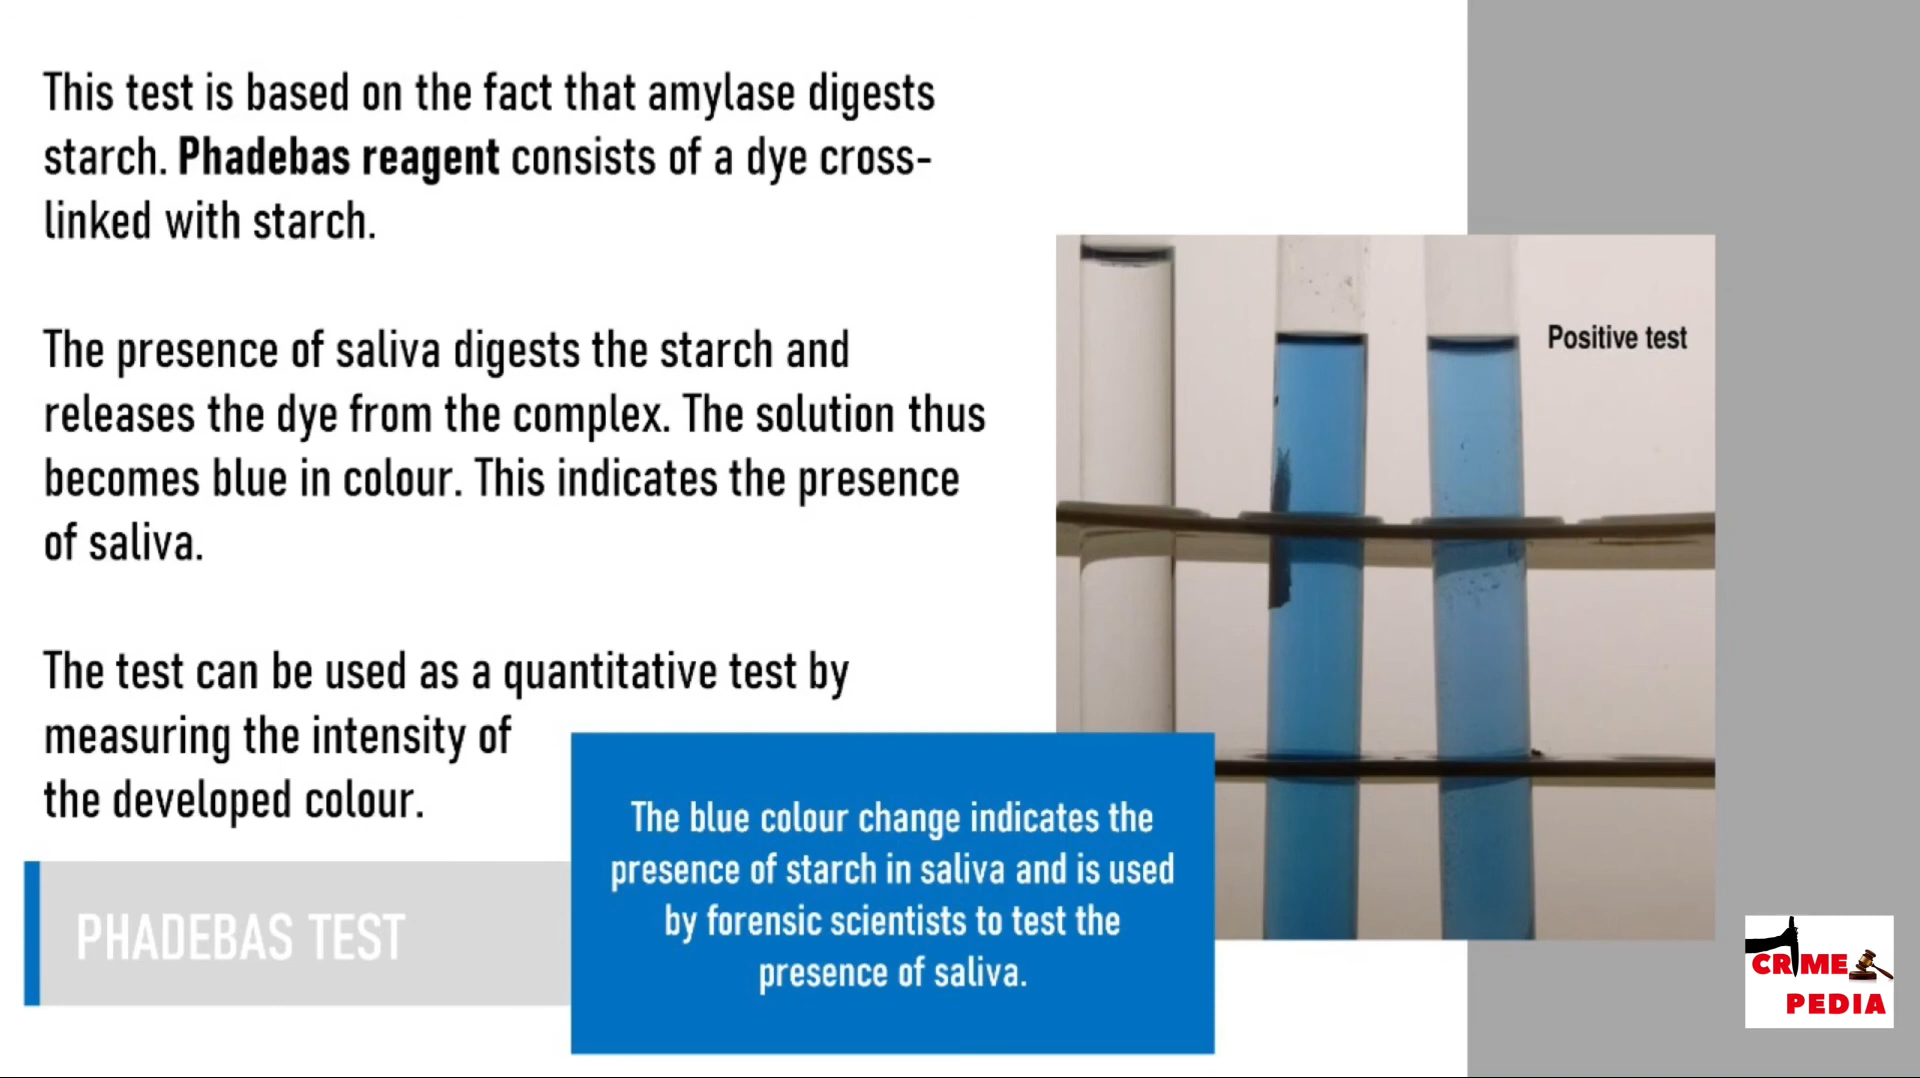 This test is based on the fact that amylase digests
starch. Phadebas reagent consists of a dye cross-
linked with starch.
The presence of saliva digests the starch and
releases the dye from the complex. The solution thus
becomes blue in colour. This indicates the presence
of saliva.
The test can be used as a quantitative test by
measuring the intensity of
the developed colour.
Positive test
The blue colour change indicates the
presence of starch in saliva and is used
by forensic scientists to test the
presence of saliva.
PHADEBAS TEST
CRIME
PEDIA